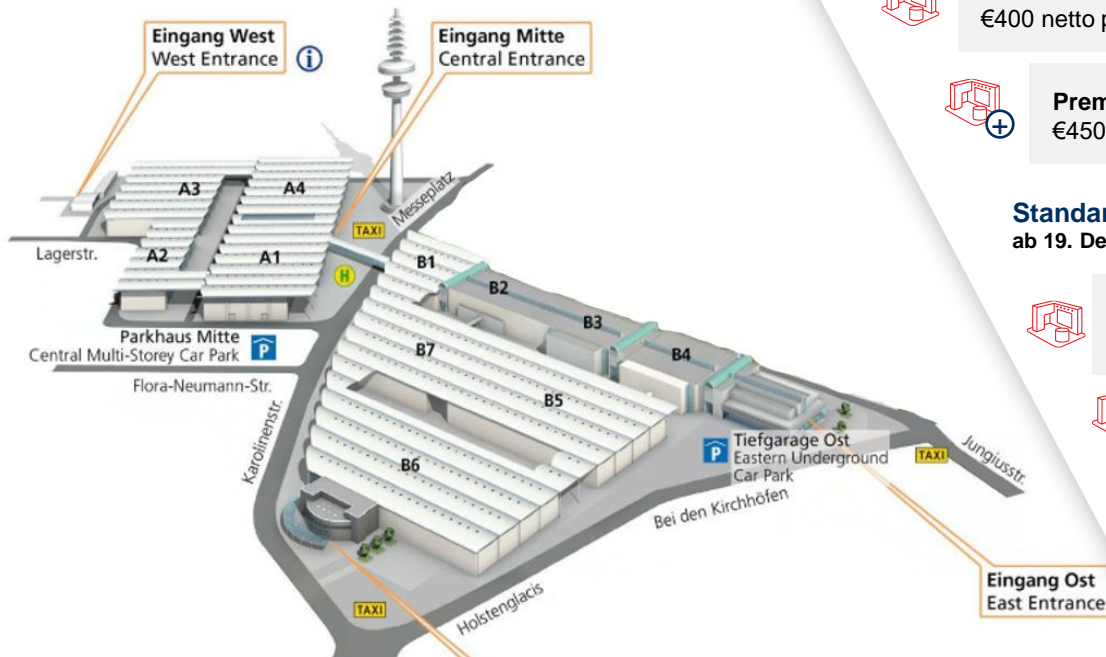 Eingang West
West Entrance
i
Eingang Mitte
Central Entrance
€400 netto p
Prem
€450
Standar
ab 19. De
A3
A4
Messeplatz
TAXI
Lagerstr.
A2
A1
B1
H
B2
B3
Parkhaus Mitte
Central Multi-Storey Car Park
P
B7
B4
Flora-Neumann-Str.
B5
Karolinenstr.
P
Tiefgarage Ost
Eastern Underground
Car Park
TAXI
Jungiusstr.
B6
Bei den Kirchhöfen
Eingang Ost
East Entrance
TAXI
Holstenglacis